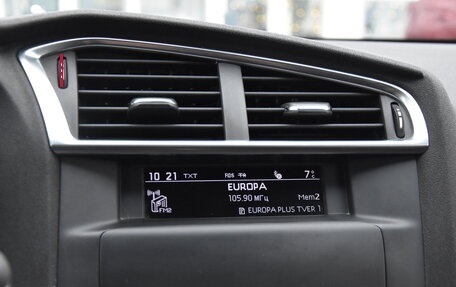 10 21 TXT RDS TA 7°C
EUROPA
105.90 МГц Mem2
FM2 EUROPA PLUS TVER 1